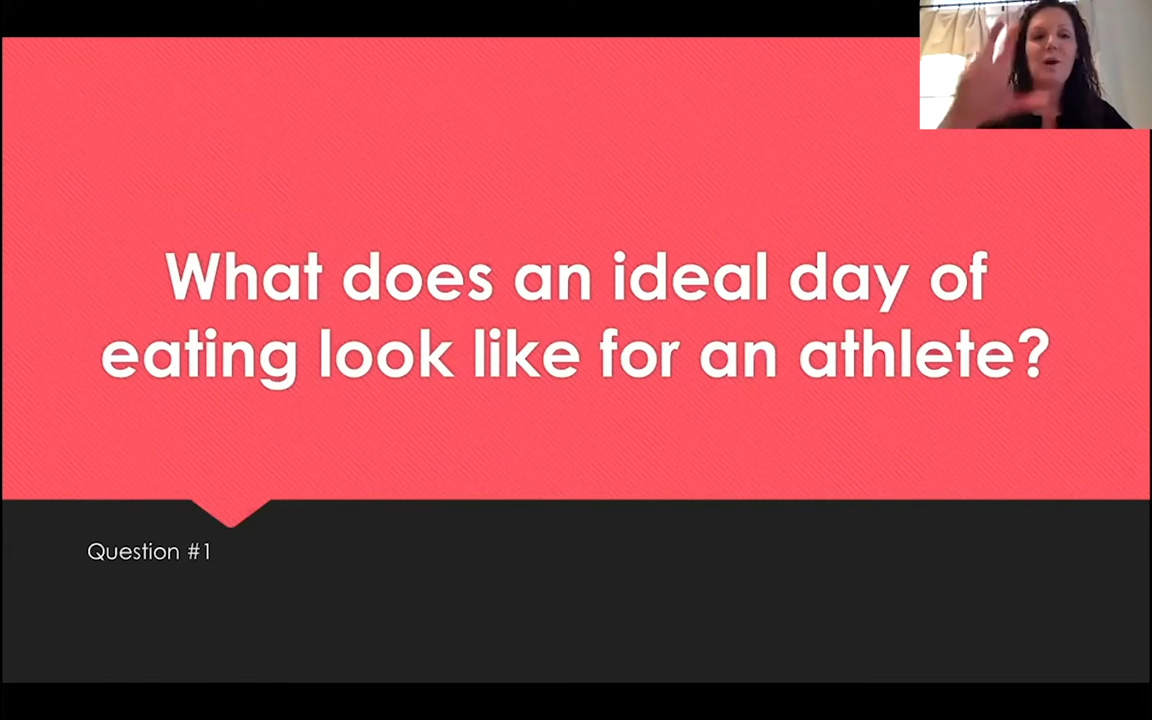 What does an ideal day of
eating look like for an athlete?
Question #1